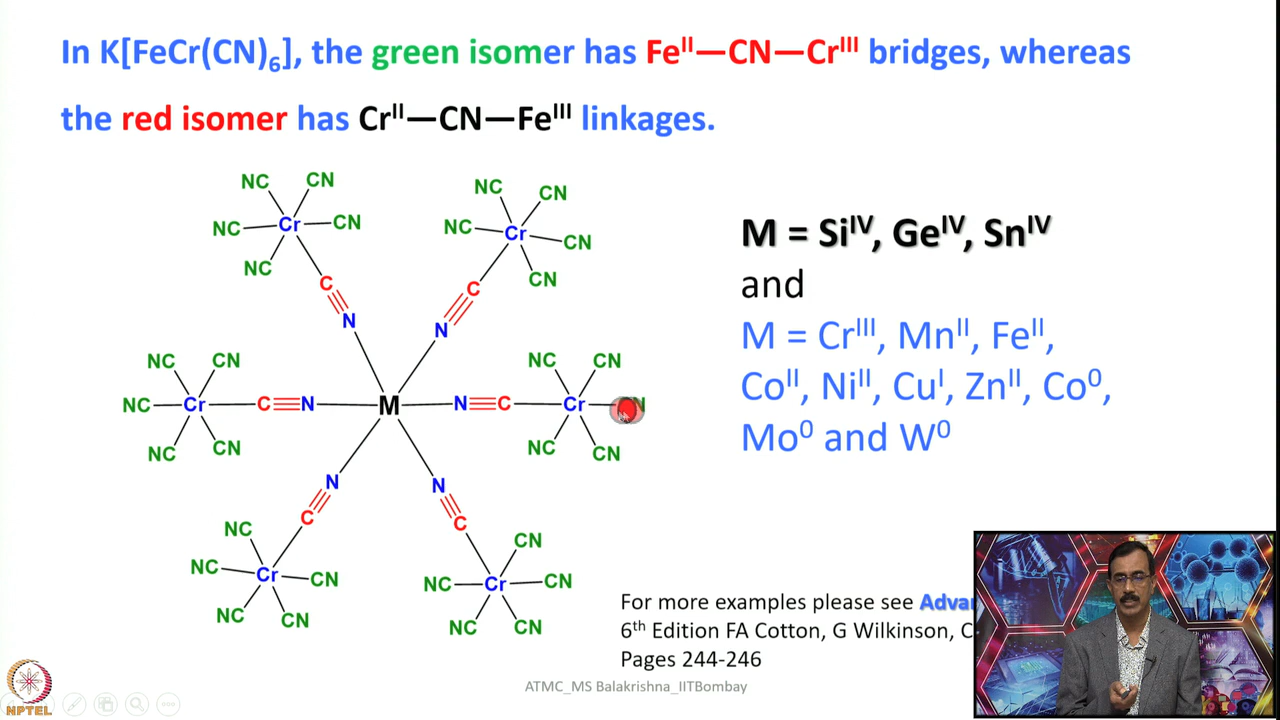 In K[FeCr(CN)6], the green isomer has FeII—CN—CrIII bridges, whereas
the red isomer has CrII—CN—FeIII linkages.
NC CN NC CN
NC Cr CN NC Cr CN
NC C N CN C N
M = SiIV, GeIV, SnIV
and
M = CrIII, MnII, FeII,
CoII, NiII, CuI, ZnII, Co0,
Mo0 and W0
NC CN NC CN
NC Cr C≡N M N≡C Cr
NC CN NC CN
N C N C
NC CN
NC Cr CN NC Cr CN
NC CN NC CN
For more examples please see
6th Edition FA Cotton, G Wilkinson, C
Pages 244-246
ATMC_MS Balakrishna_IITBombay
NPTEL